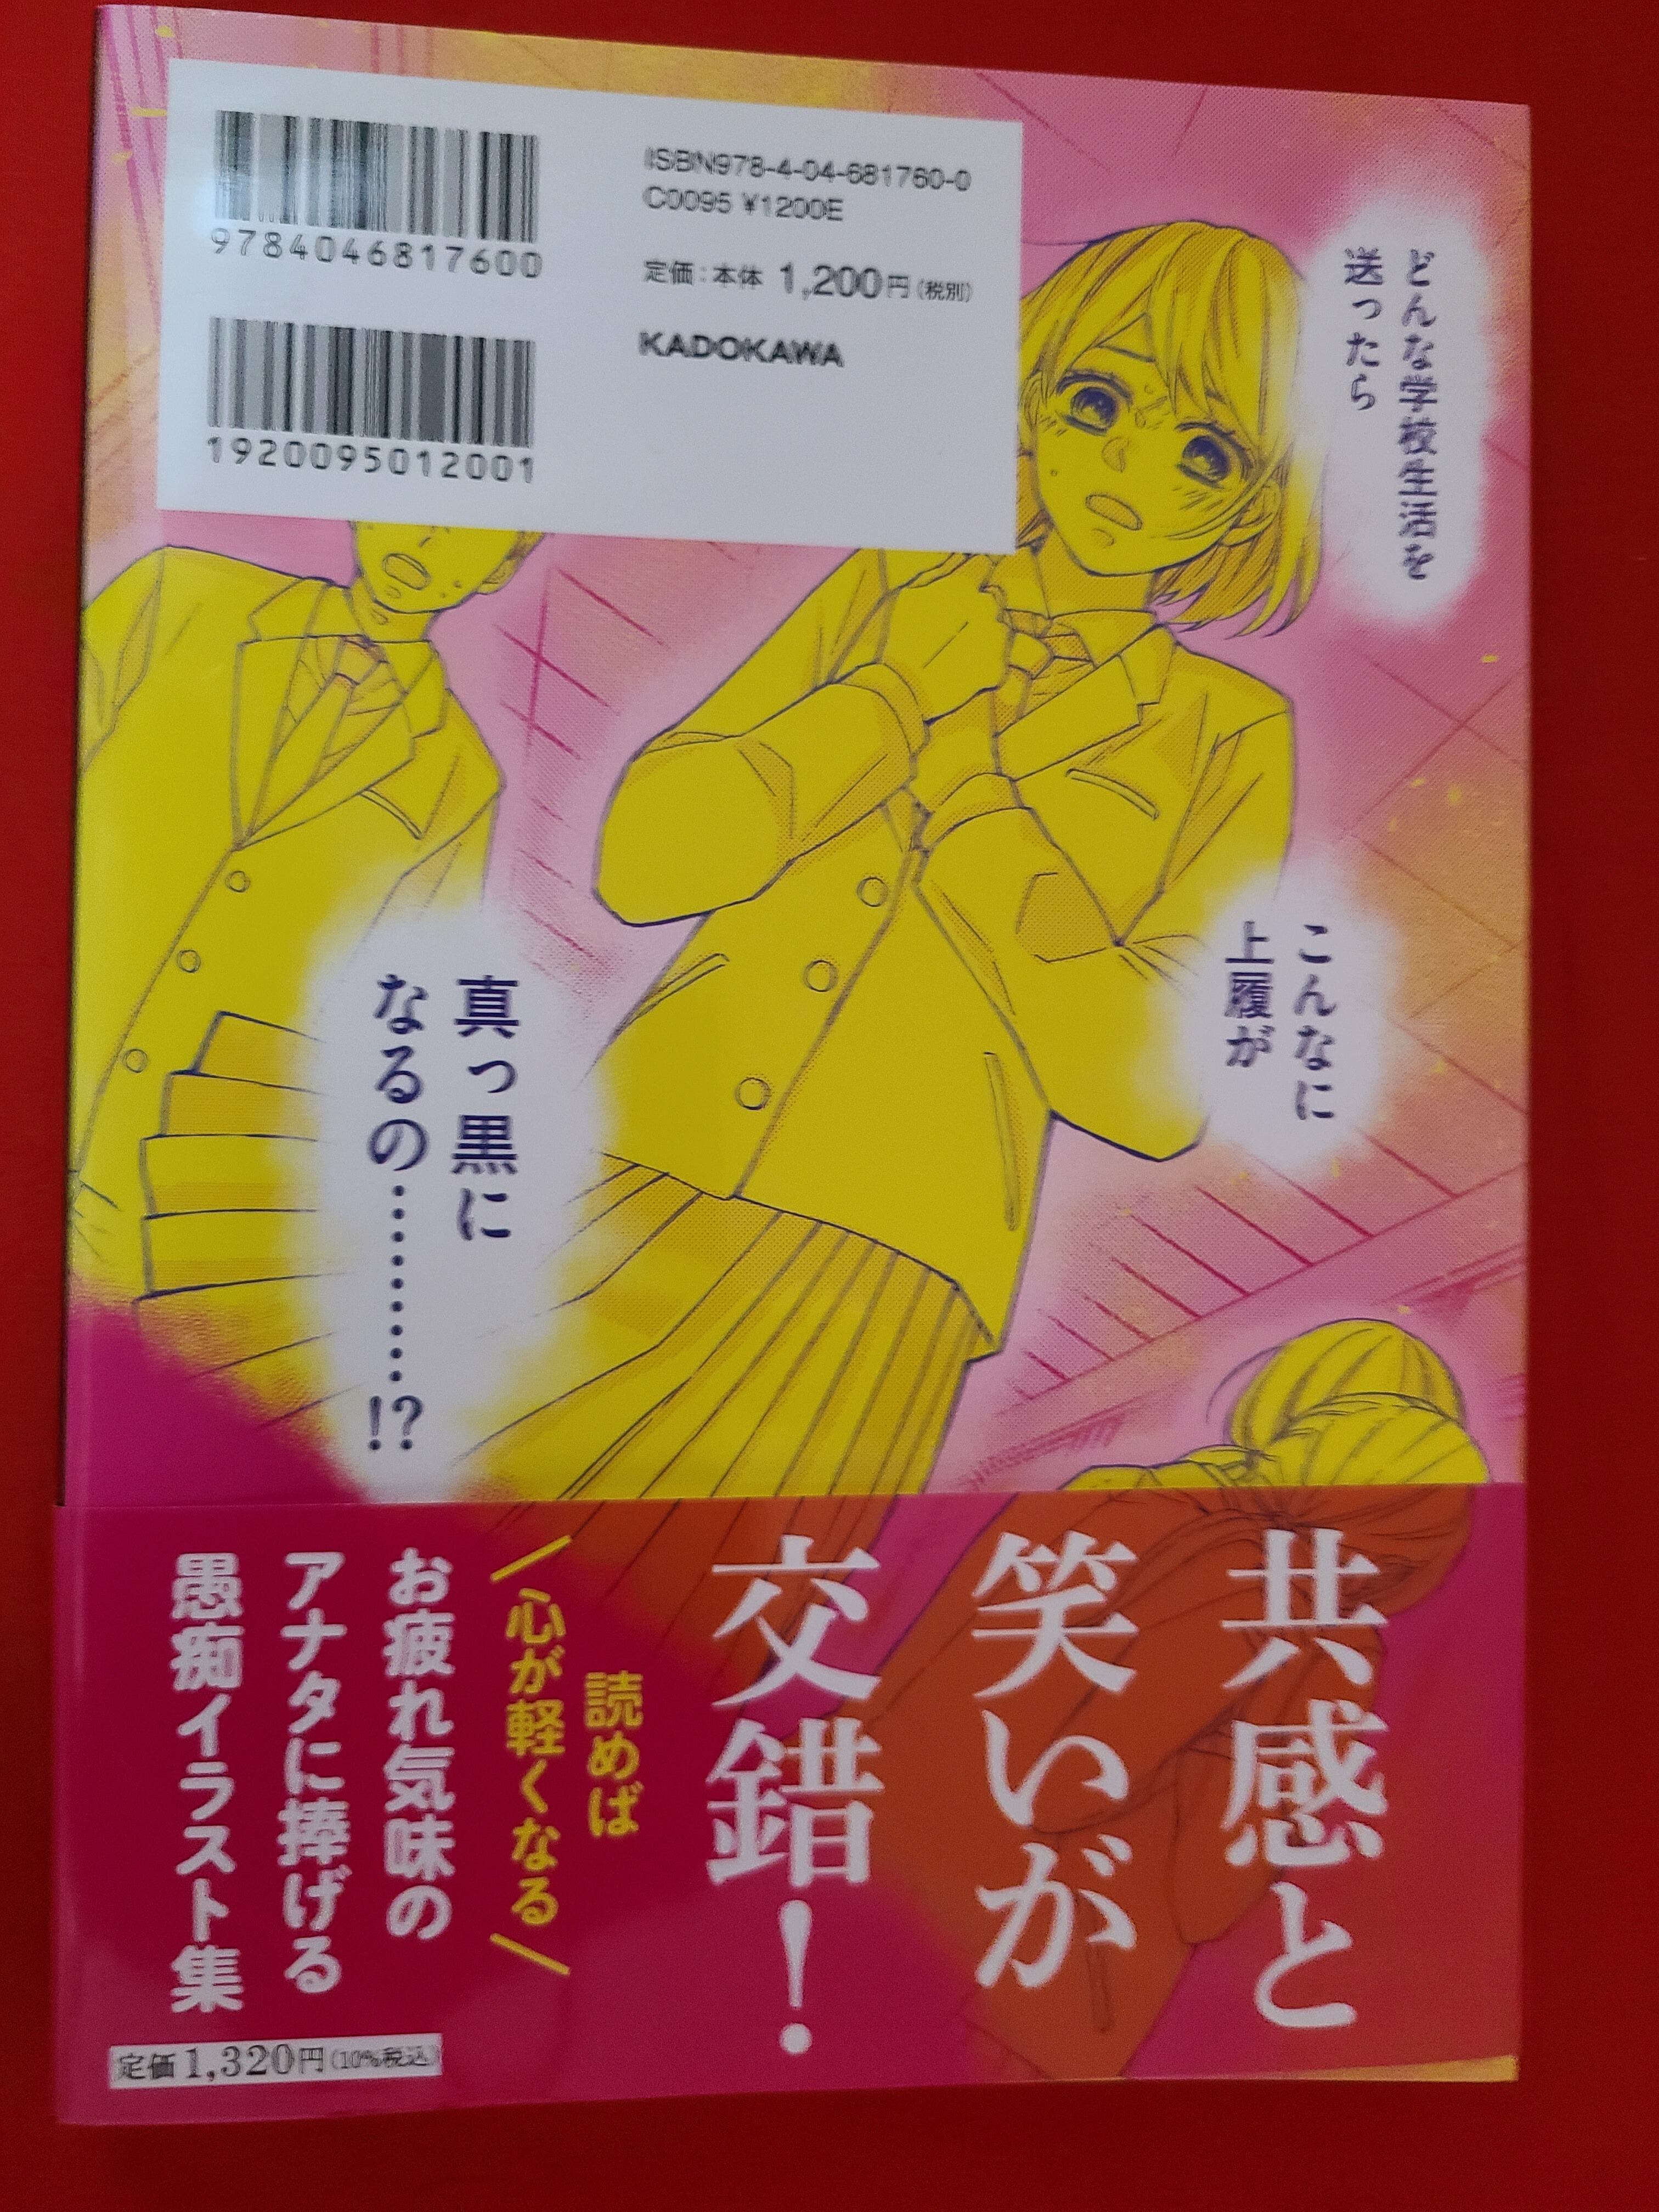 9784046817600
1920095012001
ISBN978-4-04-681760-0
C0095 ¥1200E
定価：本体 1,200円（税別）
KADOKAWA
どんな学校生活を
送ったら
こんなに
上履が
真っ黒に
なるの…………!?
共感と
笑いが
交錯！
読めば
心が軽くなる
お疲れ気味の
アナタに捧げる
愚痴イラスト集
定価1,320円（10%税込）